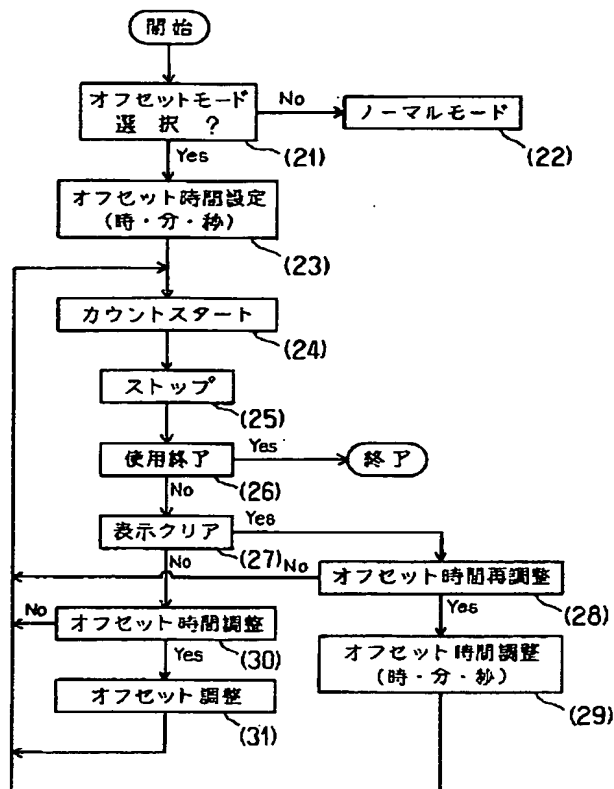 開始
オフセットモード
選択 ?
No
ノーマルモード
(21)
(22)
Yes
オフセット時間設定
(時・分・秒)
(23)
カウントスタート
(24)
ストップ
(25)
使用終了
Yes
終了
(26)
No
表示クリア
Yes
(27)
No
No
オフセット時間再調整
(28)
No
オフセット時間調整
(30)
Yes
Yes
オフセット時間調整
(時・分・秒)
(29)
オフセット調整
(31)